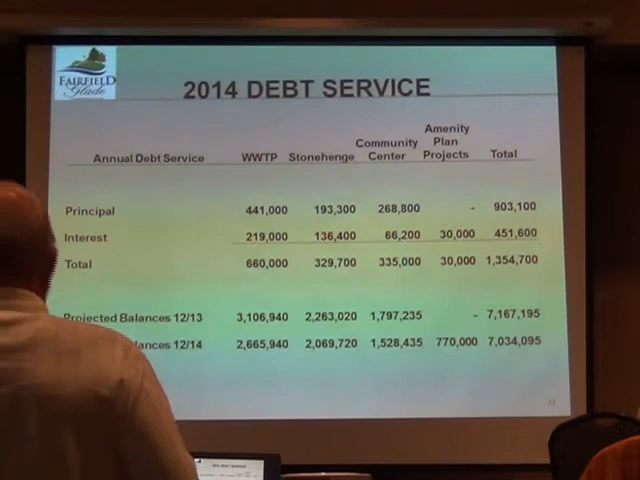 FAIRFIELD
Glade
2014 DEBT SERVICE
Annual Debt Service WWTP Stonehenge Community Center Amenity Plan Projects Total
Principal 441,000 193,300 268,800 - 903,100
Interest 219,000 136,400 66,200 30,000 451,600
Total 660,000 329,700 335,000 30,000 1,354,700
Projected Balances 12/13 3,106,940 2,263,020 1,797,235 - 7,167,195
lances 12/14 2,665,940 2,069,720 1,528,435 770,000 7,034,095
2014 DEBT SERVICE